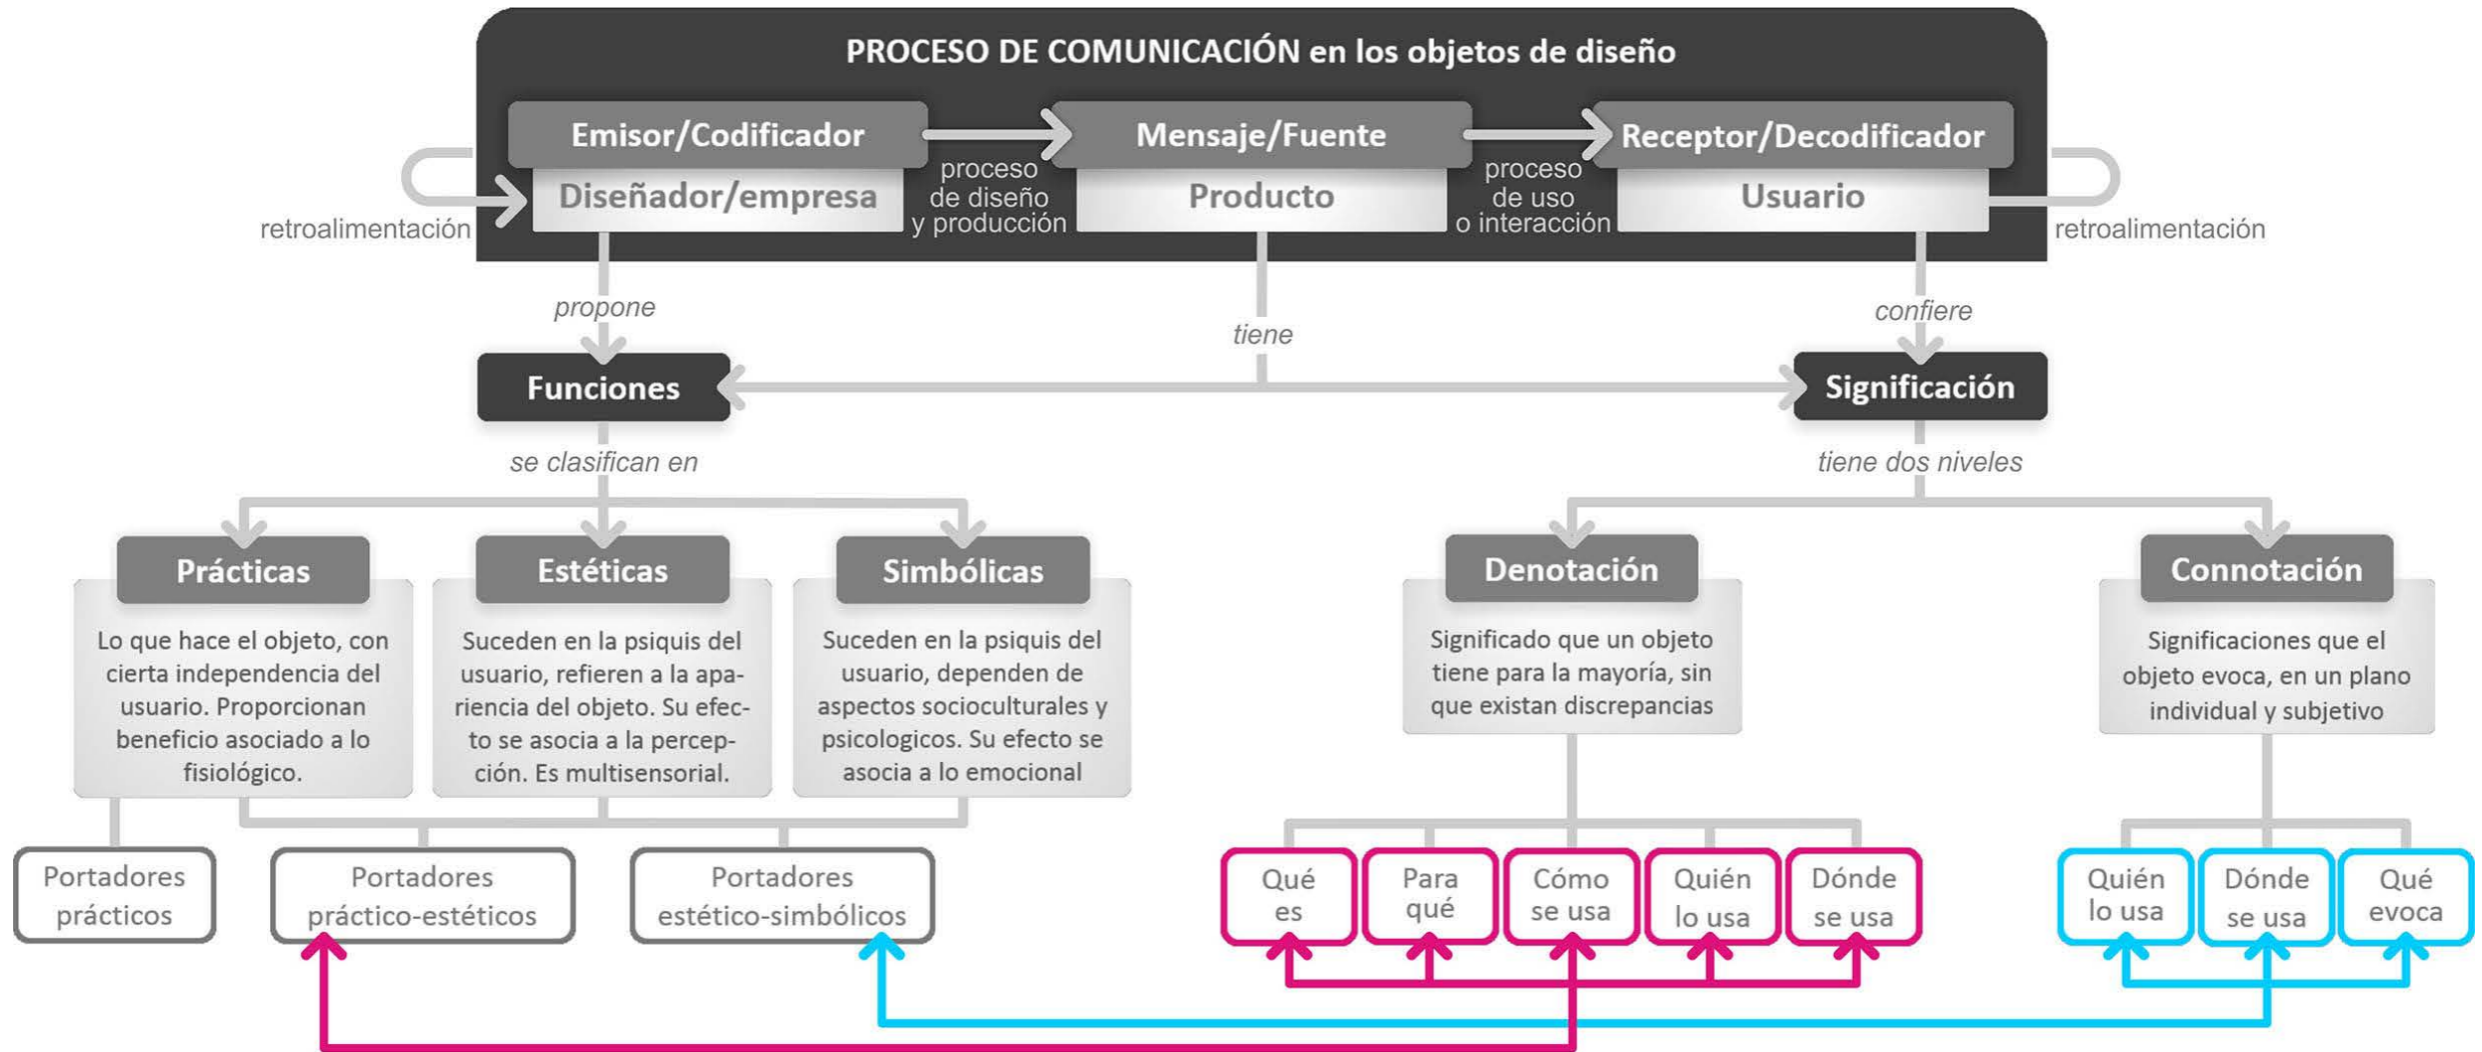 PROCESO DE COMUNICACIÓN en los objetos de diseño
Emisor/Codificador
Mensaje/Fuente
Receptor/Decodificador
Diseñador/empresa
proceso
de diseño
y producción
Producto
proceso
de uso
o interacción
Usuario
retroalimentación
retroalimentación
propone
tiene
confiere
Funciones
Significación
se clasifican en
tiene dos niveles
Prácticas
Lo que hace el objeto, con
cierta independencia del
usuario. Proporcionan
beneficio asociado a lo
fisiológico.
Estéticas
Suceden en la psiquis del
usuario, refieren a la apa-
riencia del objeto. Su efec-
to se asocia a la percep-
ción. Es multisensorial.
Simbólicas
Suceden en la psiquis del
usuario, dependen de
aspectos socioculturales y
psicologicos. Su efecto se
asocia a lo emocional
Denotación
Significado que un objeto
tiene para la mayoría, sin
que existan discrepancias
Connotación
Significaciones que el
objeto evoca, en un plano
individual y subjetivo
Portadores
prácticos
Portadores
práctico-estéticos
Portadores
estético-simbólicos
Qué
es
Para
qué
Cómo
se usa
Quién
lo usa
Dónde
se usa
Quién
lo usa
Dónde
se usa
Qué
evoca